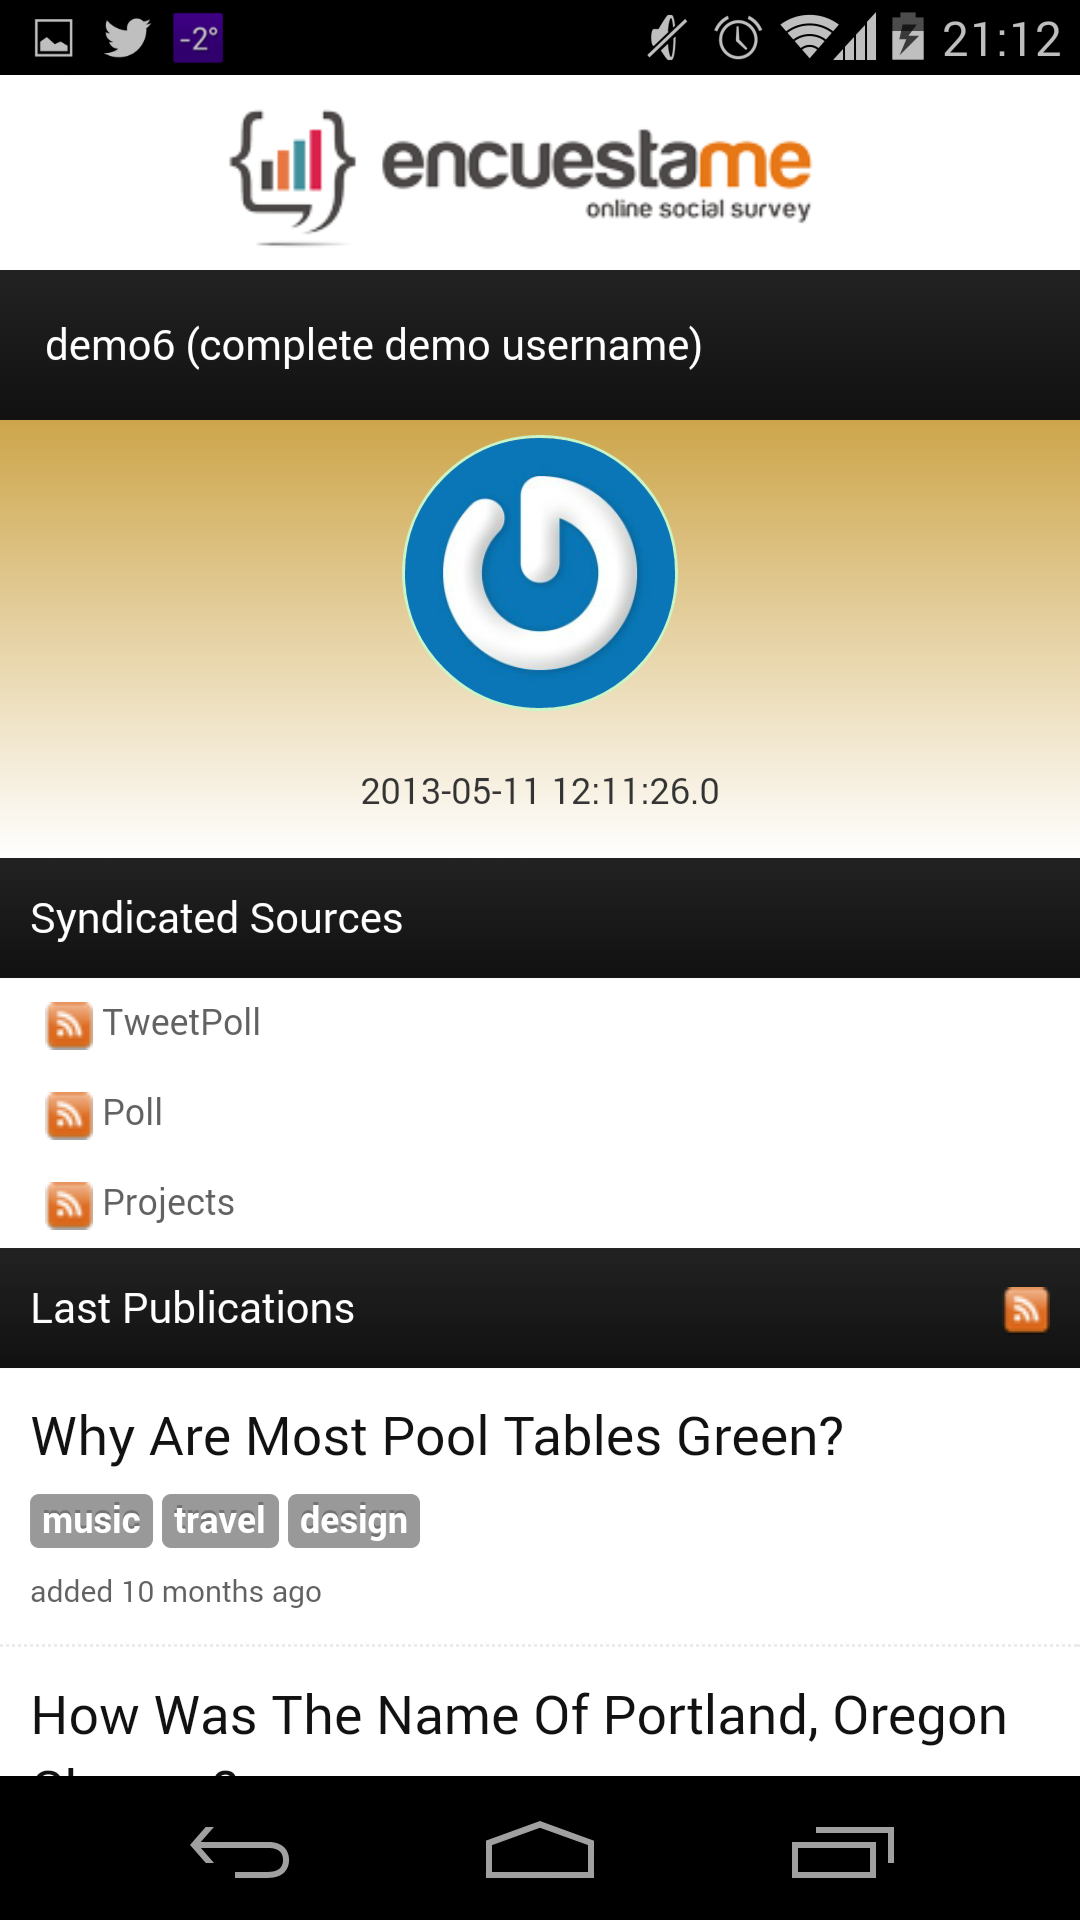 -2°
21:12
encuestame
online social survey
demo6 (complete demo username)
2013-05-11 12:11:26.0
Syndicated Sources
TweetPoll
Poll
Projects
Last Publications
Why Are Most Pool Tables Green?
music travel design
added 10 months ago
How Was The Name Of Portland, Oregon